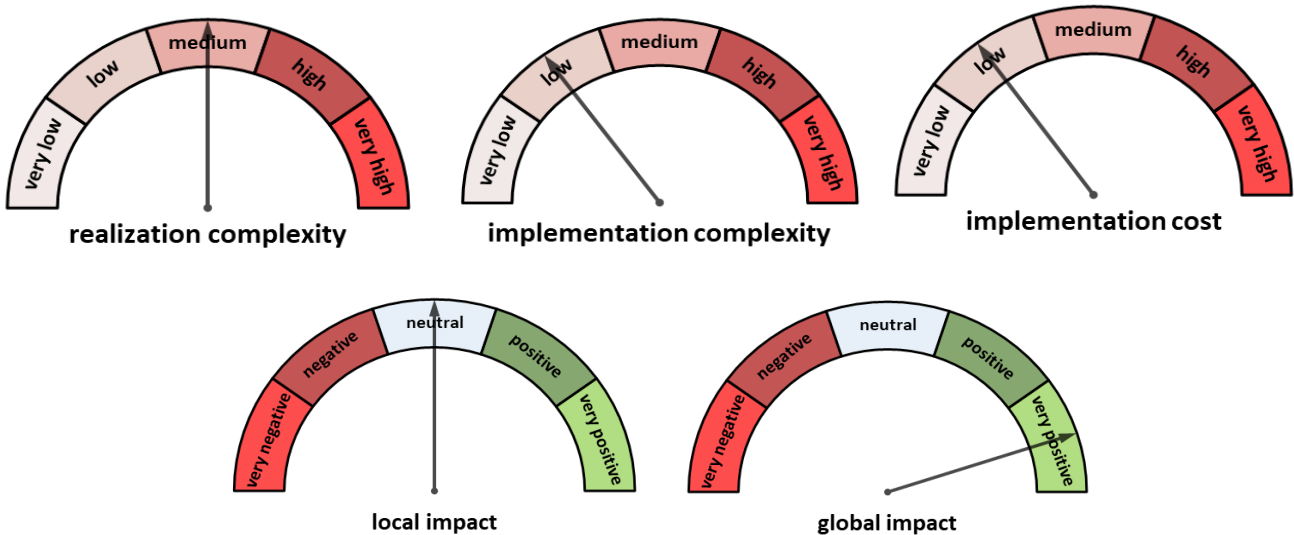 very low
low
medium
high
very high
realization complexity
very low
low
medium
high
very high
implementation complexity
very low
low
medium
high
very high
implementation cost
very negative
negative
neutral
positive
very positive
local impact
very negative
negative
neutral
positive
very positive
global impact